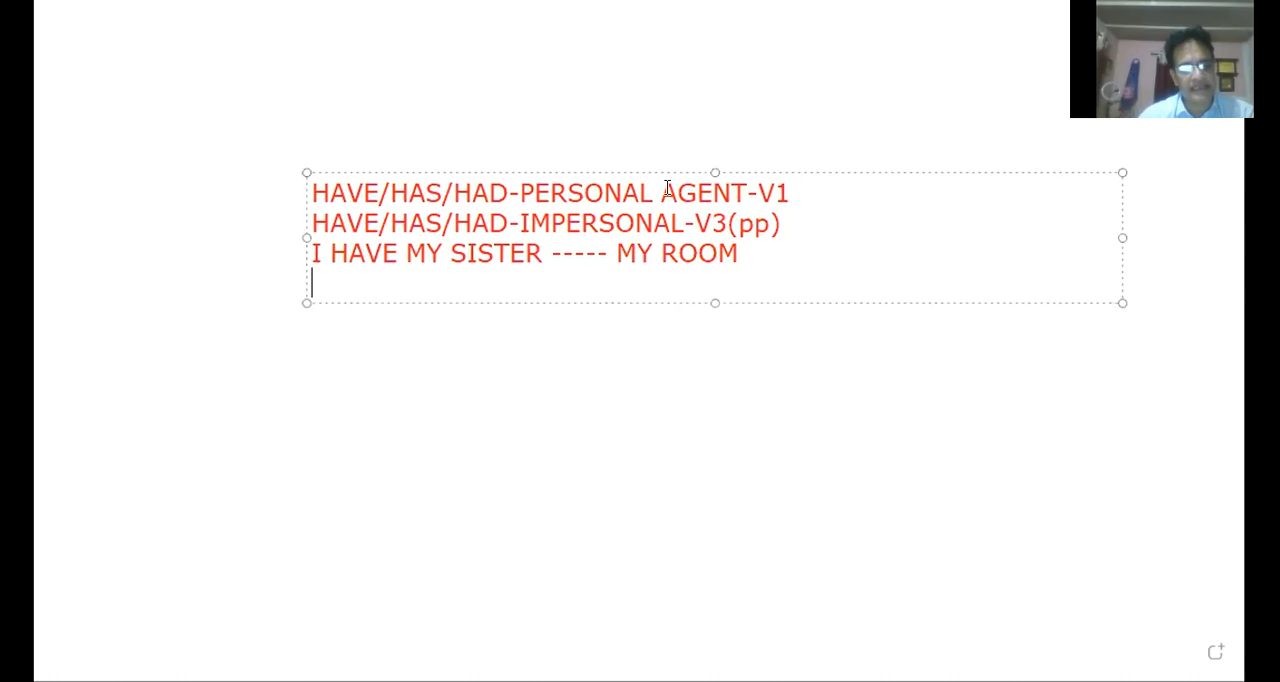 HAVE/HAS/HAD-PERSONAL AGENT-V1
HAVE/HAS/HAD-IMPERSONAL-V3(pp)
I HAVE MY SISTER ----- MY ROOM